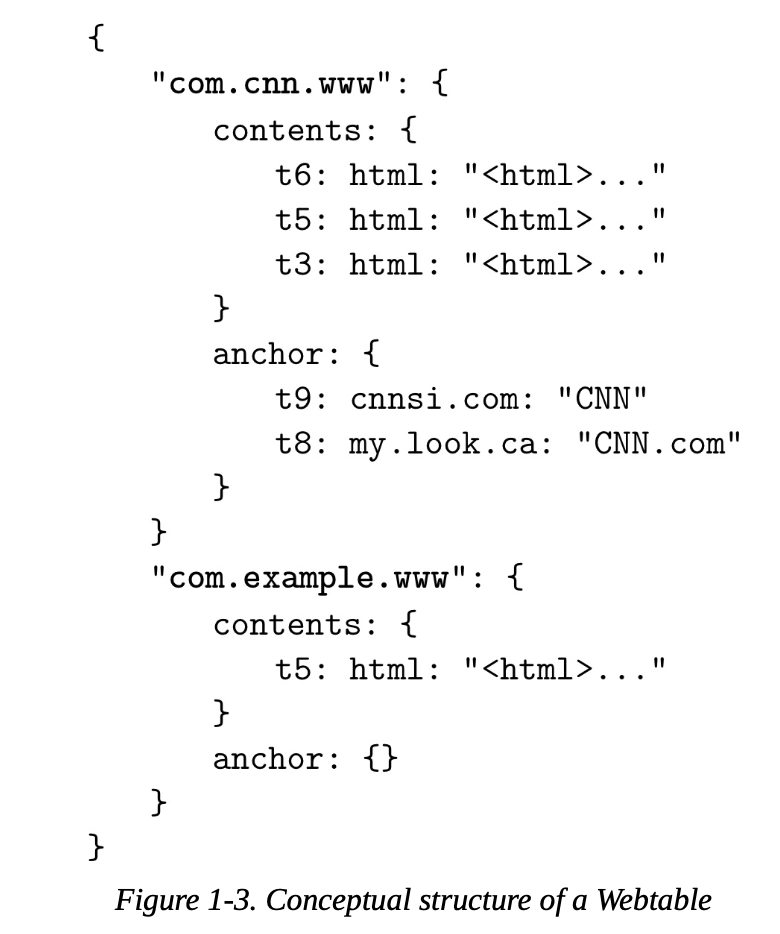 {
"com.cnn.www": {
contents: {
t6: html: "<html>..."
t5: html: "<html>..."
t3: html: "<html>..."
}
anchor: {
t9: cnnsi.com: "CNN"
t8: my.look.ca: "CNN.com"
}
}
"com.example.www": {
contents: {
t5: html: "<html>..."
}
anchor: {}
}
}
Figure 1-3. Conceptual structure of a Webtable